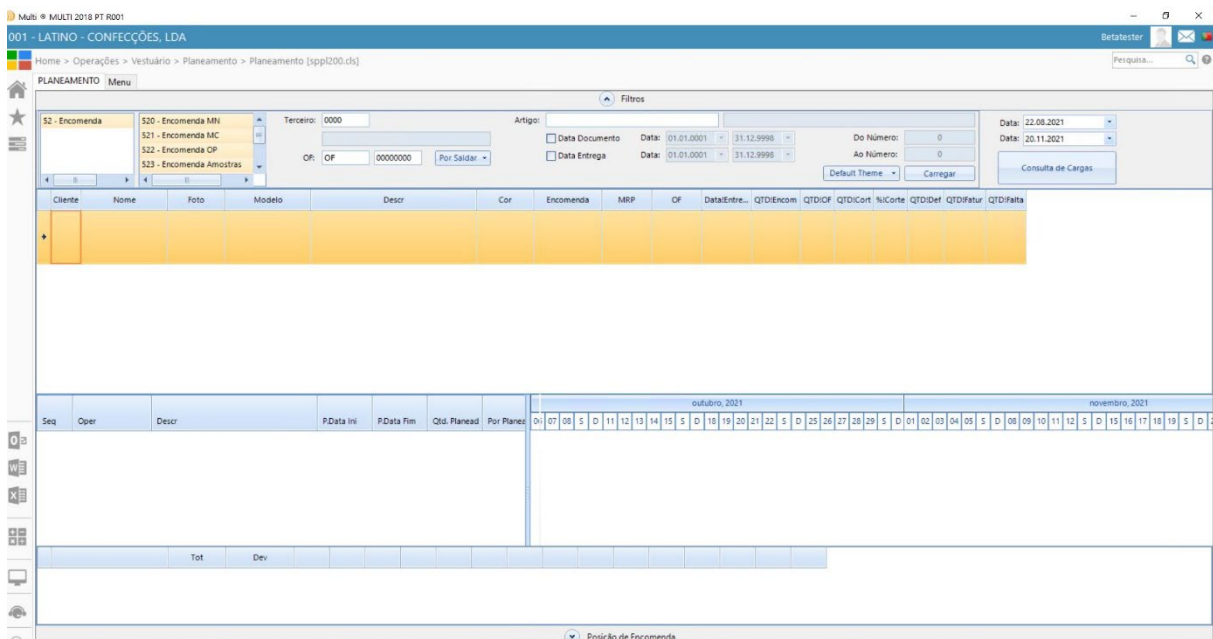 Multi ® MULTI 2018 PT R001
001 - LATINO - CONFECÇÕES, LDA
Betatester
Home > Operações > Vestuário > Planeamento > Planeamento [sppl200.cls]
Pesquisa...
PLANEAMENTO Menu
Filtros
52 - Encomenda
520 - Encomenda MN
521 - Encomenda MC
522 - Encomenda OP
523 - Encomenda Amostras
Terceiro: 0000
OF: OF 00000000 Por Saldar
Artigo:
Data Documento Data: 01.01.0001 31.12.9998 Do Número: 0
Data Entrega Data: 01.01.0001 31.12.9998 Ao Número: 0
Default Theme Carregar
Data: 22.08.2021
Data: 20.11.2021
Consulta de Cargas
Cliente Nome Foto Modelo Descr Cor Encomenda MRP OF Data!Entre... QTD!Encom QTD!OF QTD!Cort %!Corte QTD!Def QTD!Fatur QTD!Falta
outubro, 2021 novembro, 2021
Seq Oper Descr P.Data Ini P.Data Fim Qtd. Planead Por Planea 07 08 S D 11 12 13 14 15 S D 18 19 20 21 22 S D 25 26 27 28 29 S D 01 02 03 04 05 S D 08 09 10 11 12 S D 15 16 17 18 19 S D
Tot Dev
Posição de Encomenda